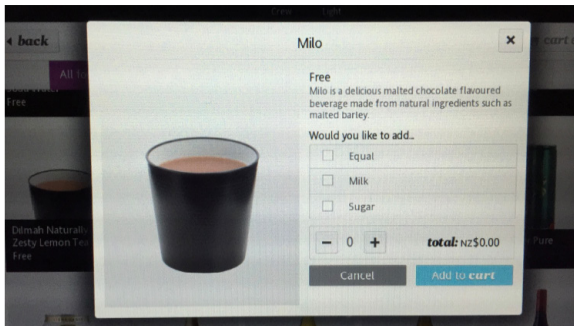 Crew Light
back
Milo
×
cart
All
Free
Free
Milo is a delicious malted chocolate flavoured
beverage made from natural ingredients such as
malted barley.
Would you like to add..
Equal
Milk
Sugar
Dilmah Naturally
Zesty Lemon Tea
Free
Pure
− 0 +
total: NZ$0.00
Cancel
Add to cart